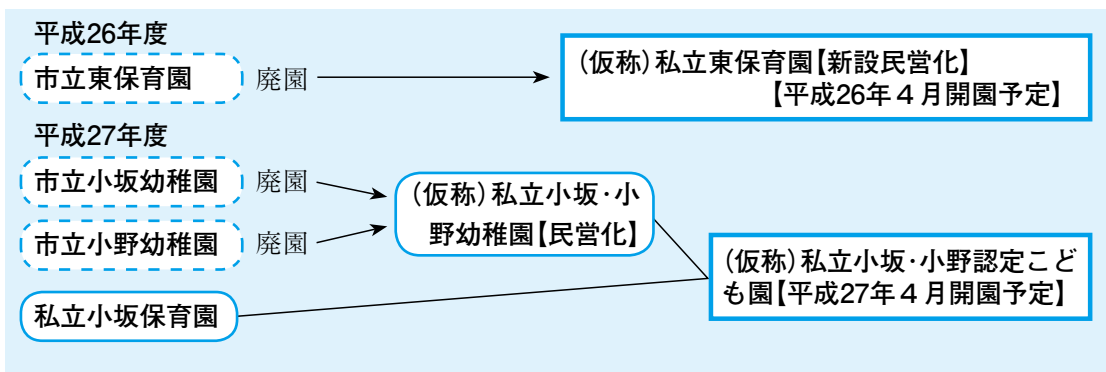 平成26年度
市立東保育園 廃園
(仮称)私立東保育園【新設民営化】
【平成26年4月開園予定】
平成27年度
市立小坂幼稚園 廃園
市立小野幼稚園 廃園
(仮称)私立小坂・小
野幼稚園【民営化】
私立小坂保育園
(仮称)私立小坂・小野認定こど
も園【平成27年4月開園予定】